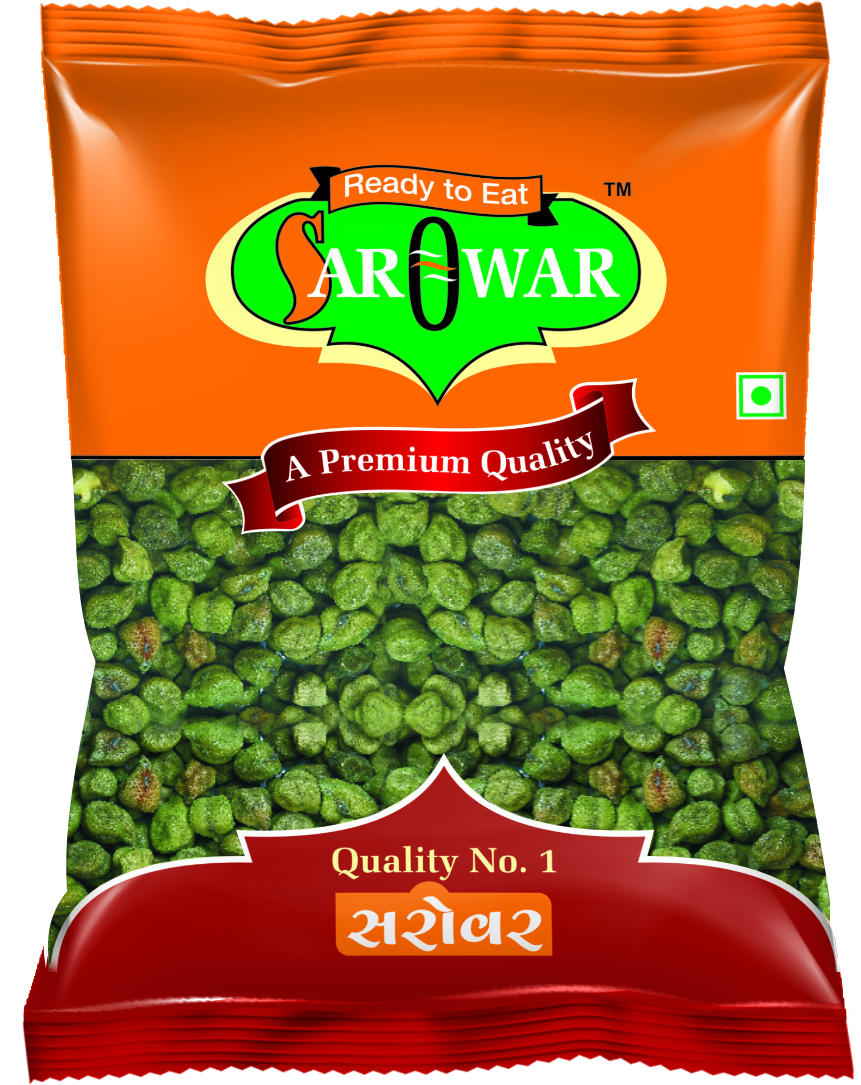 Ready to Eat
SAROWAR
TM
A Premium Quality
Quality No. 1
સરોવર